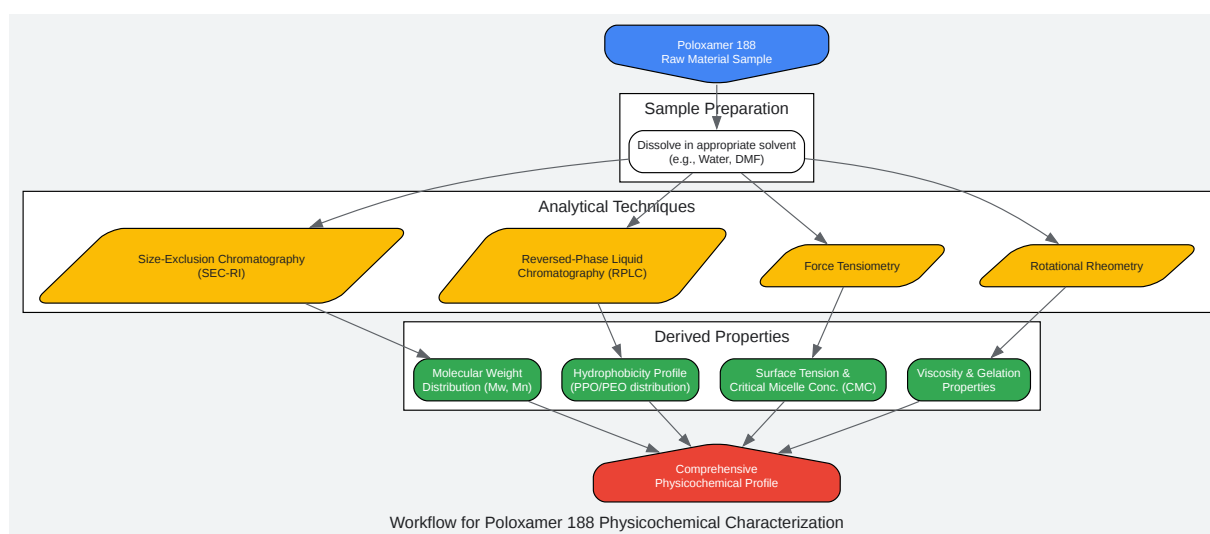 Poloxamer 188
Raw Material Sample
Sample Preparation
Dissolve in appropriate solvent
(e.g., Water, DMF)
Analytical Techniques
Size-Exclusion Chromatography
(SEC-RI)
Reversed-Phase Liquid
Chromatography (RPLC)
Force Tensiometry
Rotational Rheometry
Derived Properties
Molecular Weight
Distribution (Mw, Mn)
Hydrophobicity Profile
(PPO/PEO distribution)
Surface Tension &
Critical Micelle Conc. (CMC)
Viscosity & Gelation
Properties
Comprehensive
Physicochemical Profile
Workflow for Poloxamer 188 Physicochemical Characterization